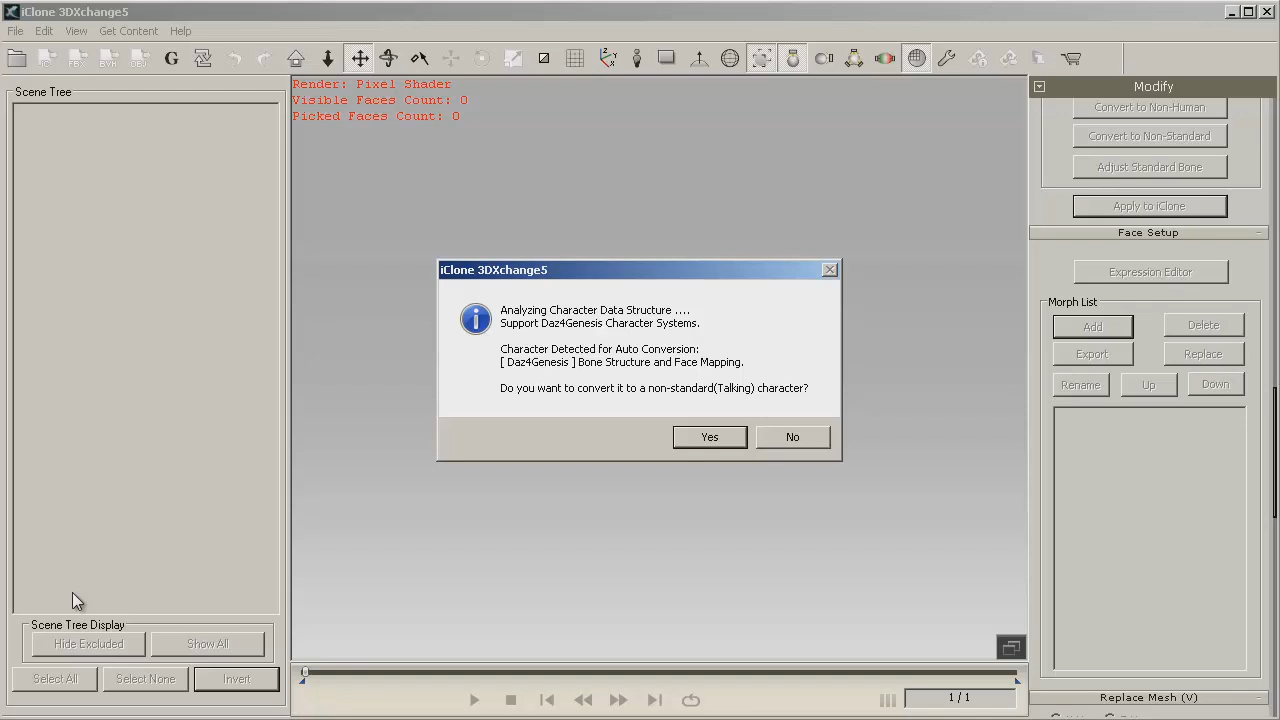 iClone 3DXchange5
File Edit View Get Content Help
G
Scene Tree
Render: Pixel Shader
Visible Faces Count: 0
Picked Faces Count: 0
Modify
Convert to Non-Human
Convert to Non-Standard
Adjust Standard Bone
Apply to iClone
Face Setup
Expression Editor
Morph List
Add Delete
Export Replace
Rename Up Down
iClone 3DXchange5
Analyzing Character Data Structure ....
Support Daz4Genesis Character Systems.
Character Detected for Auto Conversion:
[ Daz4Genesis ] Bone Structure and Face Mapping.
Do you want to convert it to a non-standard(Talking) character?
Yes No
Scene Tree Display
Hide Excluded Show All
Select All Select None Invert
1 / 1
Replace Mesh (V)